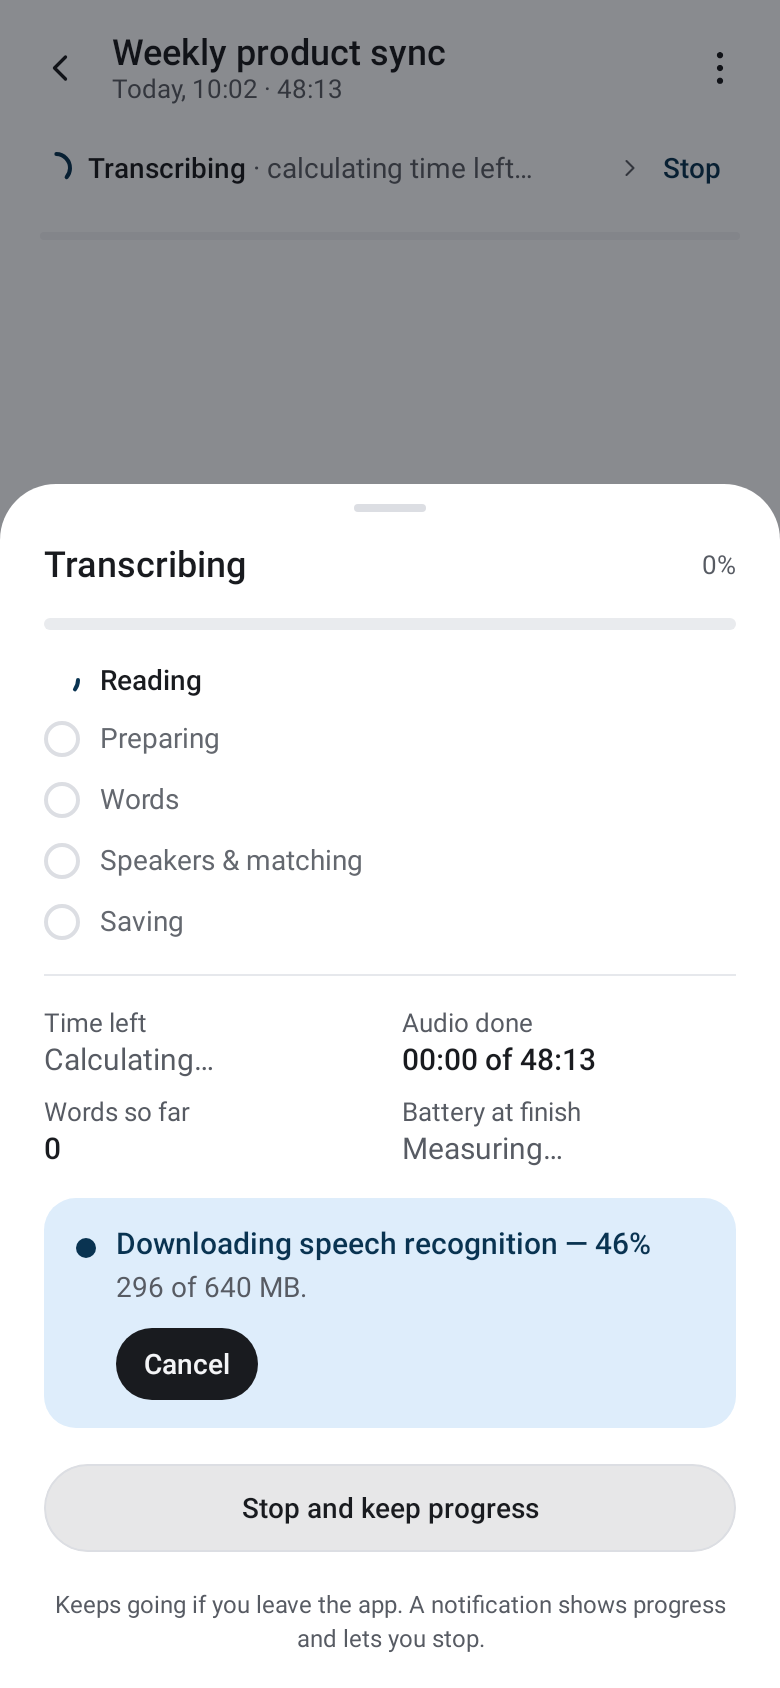 Weekly product sync
Today, 10:02 · 48:13
Transcribing · calculating time left… Stop
Transcribing 0%
Reading
Preparing
Words
Speakers & matching
Saving
Time left Audio done
Calculating… 00:00 of 48:13
Words so far Battery at finish
0 Measuring…
Downloading speech recognition — 46%
296 of 640 MB.
Cancel
Stop and keep progress
Keeps going if you leave the app. A notification shows progress
and lets you stop.